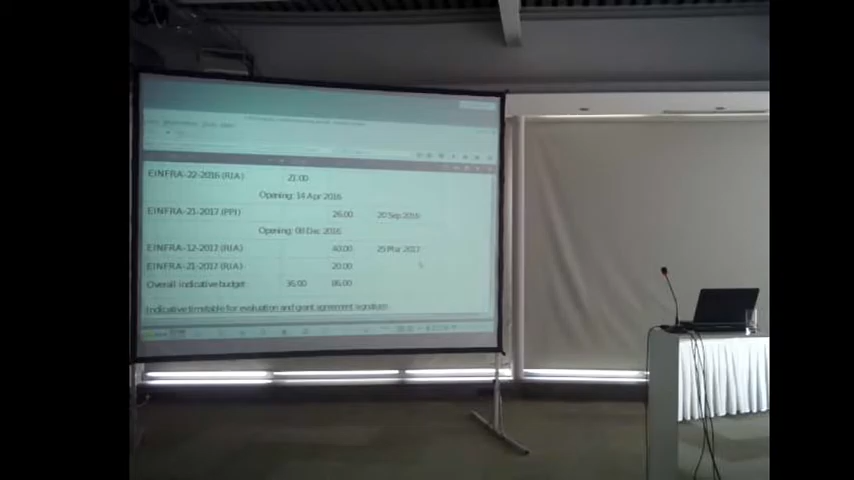 EINFRA-22-2016 (RIA) 21.00
Opening: 14 Apr 2016
EINFRA-21-2017 (PPI) 26.00 20 Sep 2016
Opening: 08 Dec 2016
EINFRA-12-2017 (RIA) 40.00 25 Mar 2017
EINFRA-21-2017 (RIA) 20.00
Overall indicative budget 36.00 86.00
Indicative timetable for evaluation and grant agreement signature